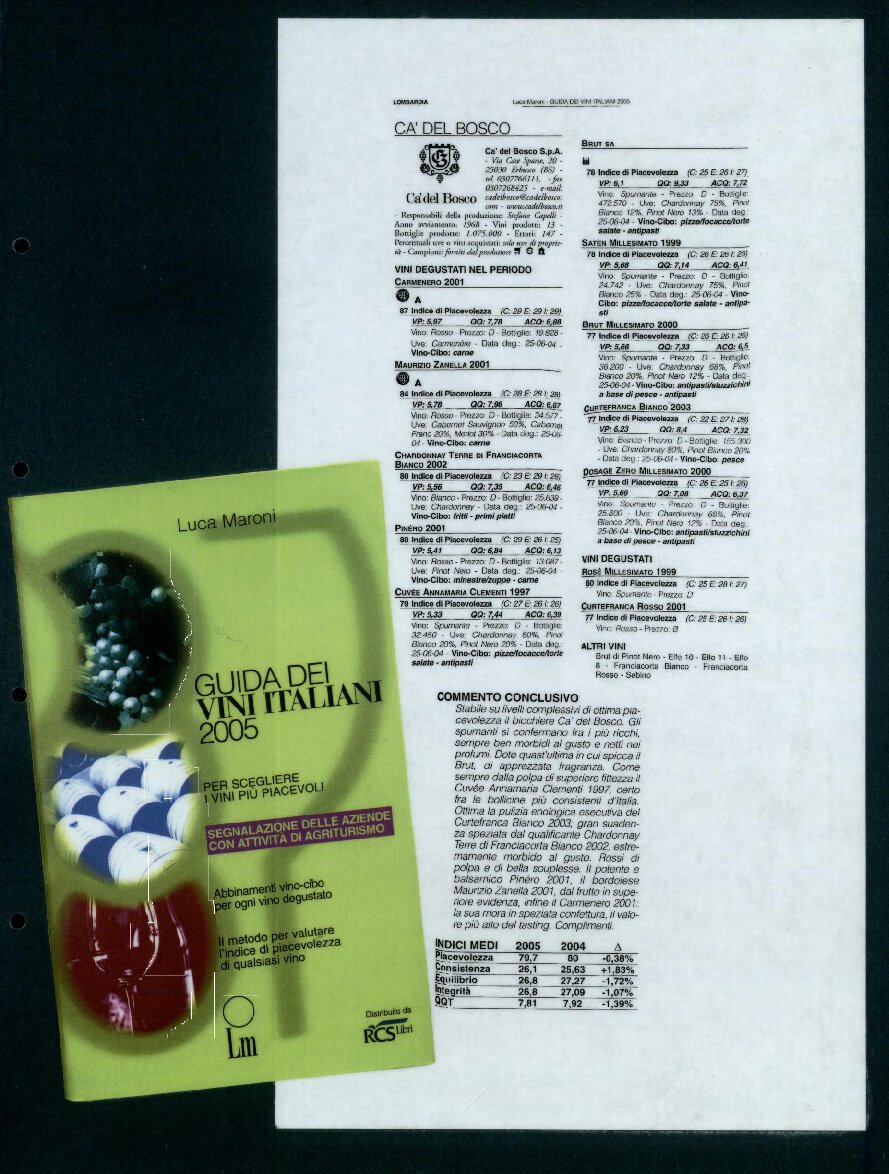 LOMBARDIA
Luca Maroni - GUIDA DEI VINI ITALIANI 2005
CA' DEL BOSCO
Ca' del Bosco
Ca' del Bosco S.p.A.
- Via Case Sparse, 20 -
25030 Erbusco (BS) -
tel. 0307766111, - fax
0307268425 - e-mail:
cadelbosco@cadelbosco.
com - www.cadelbosco.it
- Responsabili della produzione: Stefano Capelli -
Anno avviamento: 1968 - Vini prodotti: 13 -
Bottiglie prodotte: 1.075.000 - Ettari: 147 -
Percentuali uve o vini acquistati: solo uve di proprie-
tà - Campioni: forniti dal produttore
VINI DEGUSTATI NEL PERIODO
CARMENERO 2001
A
87 Indice di Piacevolezza (C: 29 E: 29 I: 29)
VP: 5,97 QQ: 7,78 ACQ: 6,88
Vino: Rosso - Prezzo: D - Bottiglie: 19.828 -
Uve: Carmenère - Data deg.: 25-06-04 -
Vino-Cibo: carne
MAURIZIO ZANELLA 2001
A
84 Indice di Piacevolezza (C: 28 E: 28 I: 28)
VP: 5,78 QQ: 7,96 ACQ: 6,87
Vino: Rosso - Prezzo: D - Bottiglie: 34.577 -
Uve: Cabernet Sauvignon 50%, Cabernet
Franc 20%, Merlot 30% - Data deg.: 25-06-
04 - Vino-Cibo: carne
CHARDONNAY TERRE DI FRANCIACORTA
BIANCO 2002
80 Indice di Piacevolezza (C: 23 E: 29 I: 28)
VP: 5,56 QQ: 7,35 ACQ: 6,46
Vino: Bianco - Prezzo: D - Bottiglie: 25.639 -
Uve: Chardonnay - Data deg.: 25-06-04 -
Vino-Cibo: fritti - primi piatti
PINÉRO 2001
80 Indice di Piacevolezza (C: 29 E: 26 I: 25)
VP: 5,41 QQ: 6,84 ACQ: 6,13
Vino: Rosso - Prezzo: D - Bottiglie: 13.087 -
Uve: Pinot Nero - Data deg.: 25-06-04 -
Vino-Cibo: minestre/zuppe - carne
CUVÉE ANNAMARIA CLEMENTI 1997
79 Indice di Piacevolezza (C: 27 E: 26 I: 26)
VP: 5,33 QQ: 7,44 ACQ: 6,39
Vino: Spumante - Prezzo: D - Bottiglie:
32.450 - Uve: Chardonnay 60%, Pinot
Bianco 20%, Pinot Nero 20% - Data deg.:
25-06-04 - Vino-Cibo: pizze/focacce/torte
salate - antipasti
BRUT SA
78 Indice di Piacevolezza (C: 25 E: 26 I: 27)
VP: 6,1 QQ: 9,33 ACQ: 7,72
Vino: Spumante - Prezzo: D - Bottiglie:
472.570 - Uve: Chardonnay 75%, Pinot
Bianco 12%, Pinot Nero 13% - Data deg.:
25-06-04 - Vino-Cibo: pizze/focacce/torte
salate - antipasti
SATÈN MILLESIMATO 1999
78 Indice di Piacevolezza (C: 26 E: 26 I: 26)
VP: 5,68 QQ: 7,14 ACQ: 6,41
Vino: Spumante - Prezzo: D - Bottiglie:
24.742 - Uve: Chardonnay 75%, Pinot
Bianco 25% - Data deg.: 25-06-04 - Vino-
Cibo: pizze/focacce/torte salate - antipa-
sti
BRUT MILLESIMATO 2000
77 Indice di Piacevolezza (C: 25 E: 26 I: 26)
VP: 5,66 QQ: 7,33 ACQ: 6,5
Vino: Spumante - Prezzo: D - Bottiglie:
36.200 - Uve: Chardonnay 68%, Pinot
Bianco 20%, Pinot Nero 12% - Data deg.:
25-06-04 - Vino-Cibo: antipasti/stuzzichini
a base di pesce - antipasti
CURTEFRANCA BIANCO 2003
77 Indice di Piacevolezza (C: 22 E: 27 I: 28)
VP: 6,23 QQ: 8,4 ACQ: 7,32
Vino: Bianco - Prezzo: D - Bottiglie: 155.300
- Uve: Chardonnay 80%, Pinot Bianco 20%
- Data deg.: 25-06-04 - Vino-Cibo: pesce
DOSAGE ZERO MILLESIMATO 2000
77 Indice di Piacevolezza (C: 26 E: 25 I: 26)
VP: 5,66 QQ: 7,08 ACQ: 6,37
Vino: Spumante - Prezzo: D - Bottiglie:
25.800 - Uve: Chardonnay 68%, Pinot
Bianco 20%, Pinot Nero 12% - Data deg.:
25-06-04 - Vino-Cibo: antipasti/stuzzichini
a base di pesce - antipasti
VINI DEGUSTATI
ROSÉ MILLESIMATO 1999
80 Indice di Piacevolezza (C: 25 E: 28 I: 27)
Vino: Spumante - Prezzo: D
CURTEFRANCA ROSSO 2001
77 Indice di Piacevolezza (C: 25 E: 26 I: 26)
Vino: Rosso - Prezzo: B
ALTRI VINI
Brut di Pinot Nero - Elfo 10 - Elfo 11 - Elfo
8 - Franciacorta Bianco - Franciacorta
Rosso - Sebino
COMMENTO CONCLUSIVO
Stabile su livelli complessivi di ottima pia-
cevolezza il bicchiere Ca' del Bosco. Gli
spumanti si confermano fra i più ricchi,
sempre ben morbidi al gusto e netti nei
profumi. Dote quest'ultima in cui spicca il
Brut, di apprezzata fragranza. Come
sempre dalla polpa di superiore fittezza il
Cuvée Annamaria Clementi 1997, certo
fra le bollicine più consistenti d'Italia.
Ottima la pulizia enologica esecutiva del
Curtefranca Bianco 2003, gran suaden-
za speziata dal qualificante Chardonnay
Terre di Franciacorta Bianco 2002, estre-
mamente morbido al gusto. Rossi di
polpa e di bella souplesse. Il potente e
balsamico Pinéro 2001, il bordolese
Maurizio Zanella 2001, dal frutto in supe-
riore evidenza, infine il Carmenero 2001:
la sua mora in speziata confettura, il valo-
re più alto del tasting. Complimenti.
INDICI MEDI 2005 2004 Δ
Piacevolezza 79,7 80 -0,38%
Consistenza 26,1 25,63 +1,83%
Equilibrio 26,8 27,27 -1,72%
Integrità 26,8 27,09 -1,07%
QQT 7,81 7,92 -1,39%
Luca Maroni
GUIDA DEI
VINI ITALIANI
2005
PER SCEGLIERE
I VINI PIÙ PIACEVOLI
SEGNALAZIONE DELLE AZIENDE
CON ATTIVITÀ DI AGRITURISMO
Abbinamenti vino-cibo
per ogni vino degustato
Il metodo per valutare
l'indice di piacevolezza
di qualsiasi vino
Lm
Distribuito da
RCS Libri